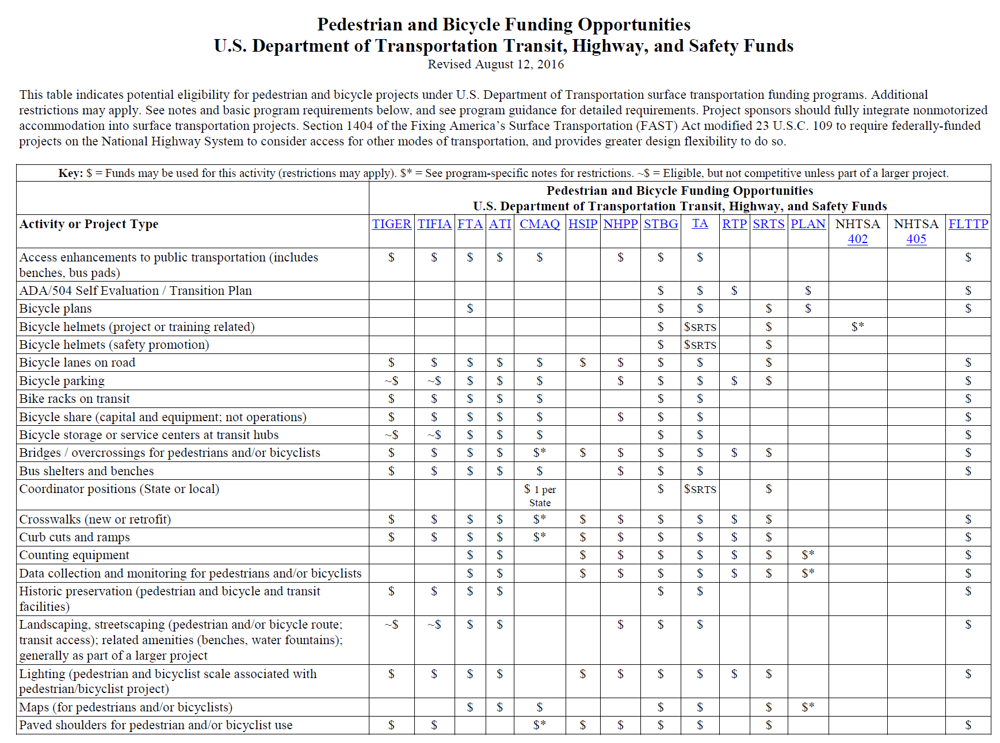 Pedestrian and Bicycle Funding Opportunities
U.S. Department of Transportation Transit, Highway, and Safety Funds
Revised August 12, 2016
This table indicates potential eligibility for pedestrian and bicycle projects under U.S. Department of Transportation surface transportation funding programs. Additional
restrictions may apply. See notes and basic program requirements below, and see program guidance for detailed requirements. Project sponsors should fully integrate nonmotorized
accommodation into surface transportation projects. Section 1404 of the Fixing America's Surface Transportation (FAST) Act modified 23 U.S.C. 109 to require federally-funded
projects on the National Highway System to consider access for other modes of transportation, and provides greater design flexibility to do so.
Key: $ = Funds may be used for this activity (restrictions may apply). $* = See program-specific notes for restrictions. ~$ = Eligible, but not competitive unless part of a larger project.
Pedestrian and Bicycle Funding Opportunities
U.S. Department of Transportation Transit, Highway, and Safety Funds
Activity or Project Type TIGER TIFIA FTA ATI CMAQ HSIP NHPP STBG TA RTP SRTS PLAN NHTSA NHTSA FLTTP
402 405
Access enhancements to public transportation (includes $ $ $ $ $ $ $ $ $
benches, bus pads)
ADA/504 Self Evaluation / Transition Plan $ $ $ $ $
Bicycle plans $ $ $ $ $ $
Bicycle helmets (project or training related) $ $SRTS $ $*
Bicycle helmets (safety promotion) $ $SRTS $
Bicycle lanes on road $ $ $ $ $ $ $ $ $ $ $
Bicycle parking ~$ ~$ $ $ $ $ $ $ $ $ $
Bike racks on transit $ $ $ $ $ $ $ $
Bicycle share (capital and equipment; not operations) $ $ $ $ $ $ $ $ $
Bicycle storage or service centers at transit hubs ~$ ~$ $ $ $ $ $ $
Bridges / overcrossings for pedestrians and/or bicyclists $ $ $ $ $* $ $ $ $ $ $ $
Bus shelters and benches $ $ $ $ $ $ $ $ $
Coordinator positions (State or local) $ 1 per $ $SRTS $
State
Crosswalks (new or retrofit) $ $ $ $ $* $ $ $ $ $ $ $
Curb cuts and ramps $ $ $ $ $* $ $ $ $ $ $ $
Counting equipment $ $ $ $ $ $ $ $ $* $
Data collection and monitoring for pedestrians and/or bicyclists $ $ $ $ $ $ $ $ $* $
Historic preservation (pedestrian and bicycle and transit $ $ $ $ $ $ $
facilities)
Landscaping, streetscaping (pedestrian and/or bicycle route; ~$ ~$ $ $ $ $ $ $
transit access); related amenities (benches, water fountains);
generally as part of a larger project
Lighting (pedestrian and bicyclist scale associated with $ $ $ $ $ $ $ $ $ $ $
pedestrian/bicyclist project)
Maps (for pedestrians and/or bicyclists) $ $ $ $ $ $ $*
Paved shoulders for pedestrian and/or bicyclist use $ $ $* $ $ $ $ $ $